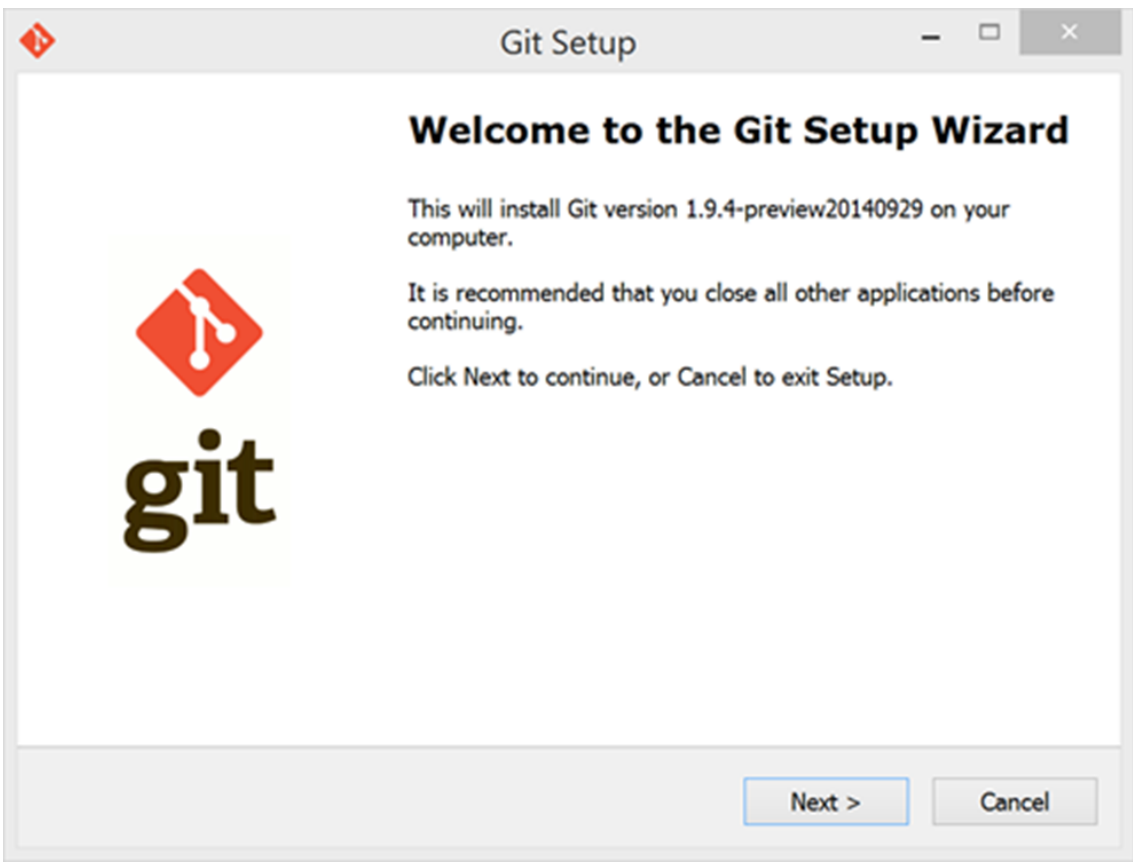 Git Setup
Welcome to the Git Setup Wizard
This will install Git version 1.9.4-preview20140929 on your
computer.
It is recommended that you close all other applications before
continuing.
Click Next to continue, or Cancel to exit Setup.
git
Next >
Cancel